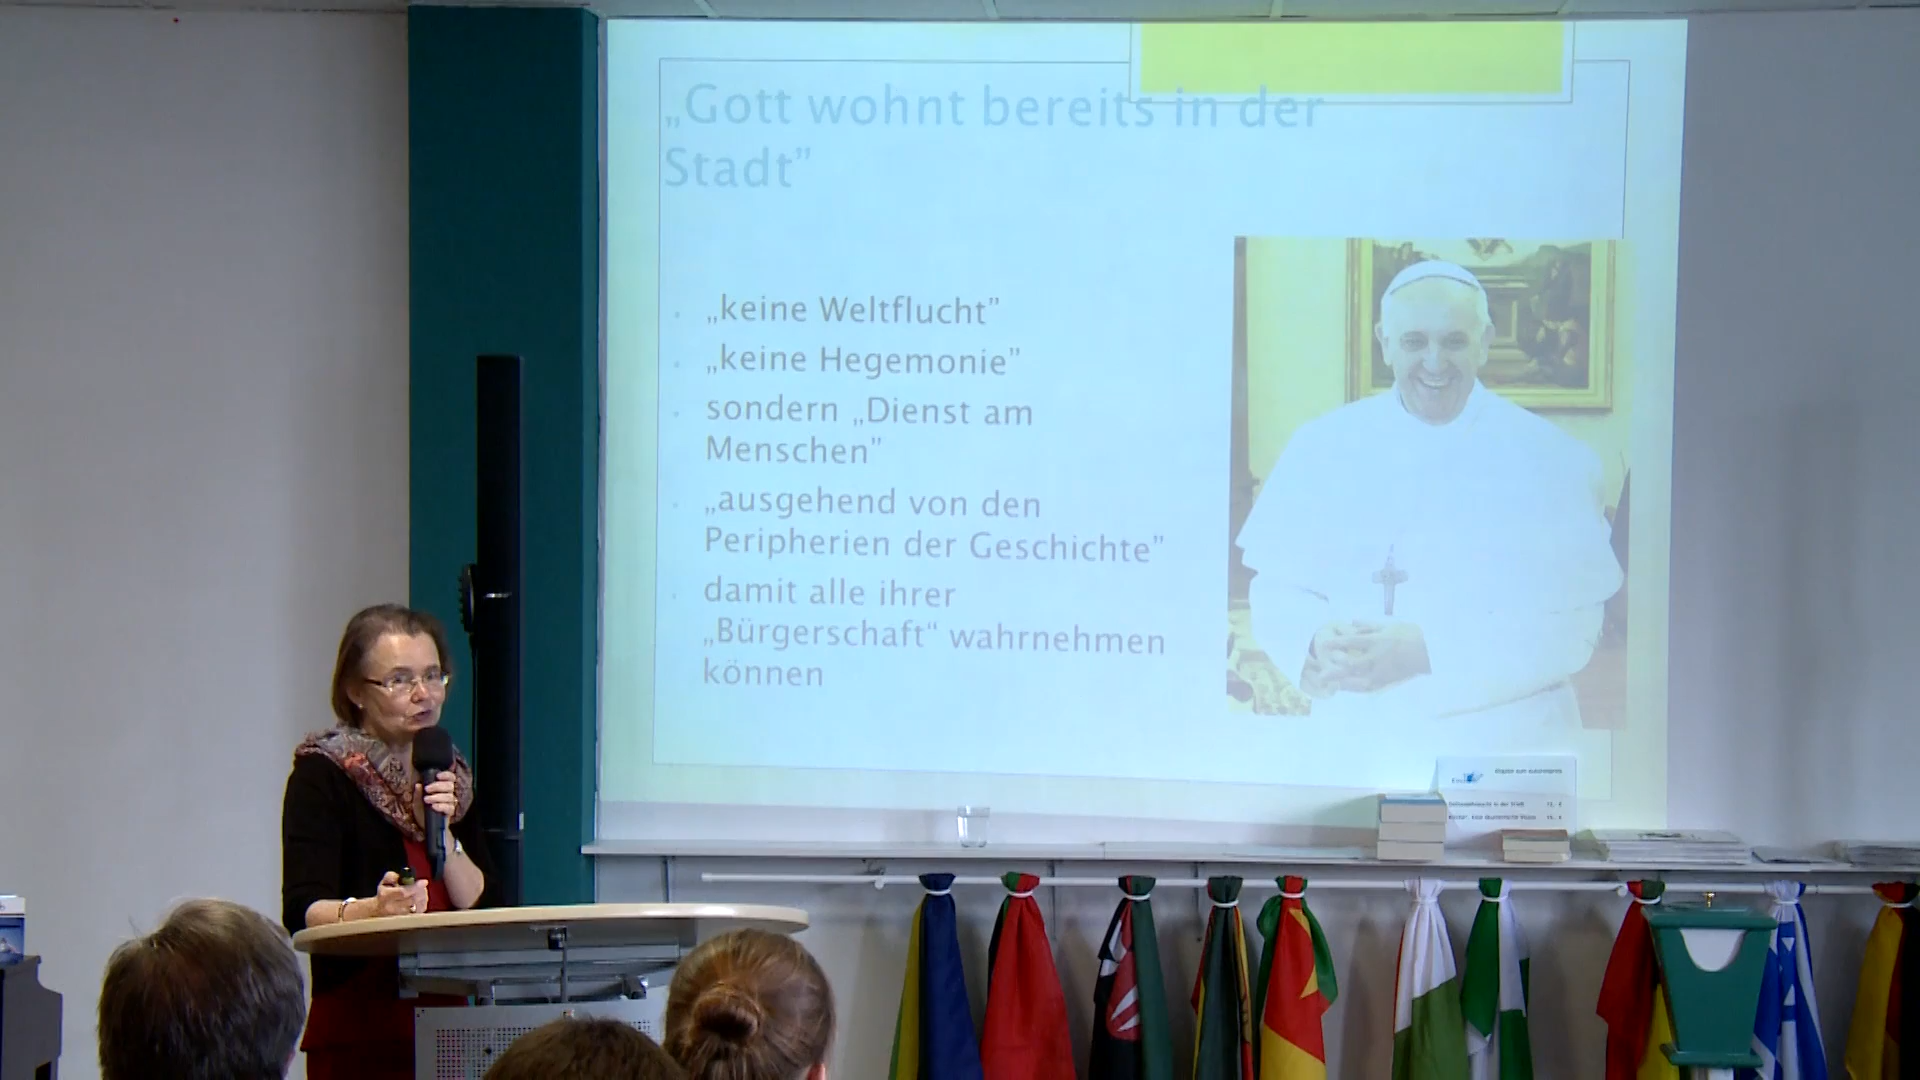 „Gott wohnt bereits in der
Stadt”
„keine Weltflucht”
„keine Hegemonie”
sondern „Dienst am
Menschen”
„ausgehend von den
Peripherien der Geschichte”
damit alle ihrer
„Bürgerschaft“ wahrnehmen
können